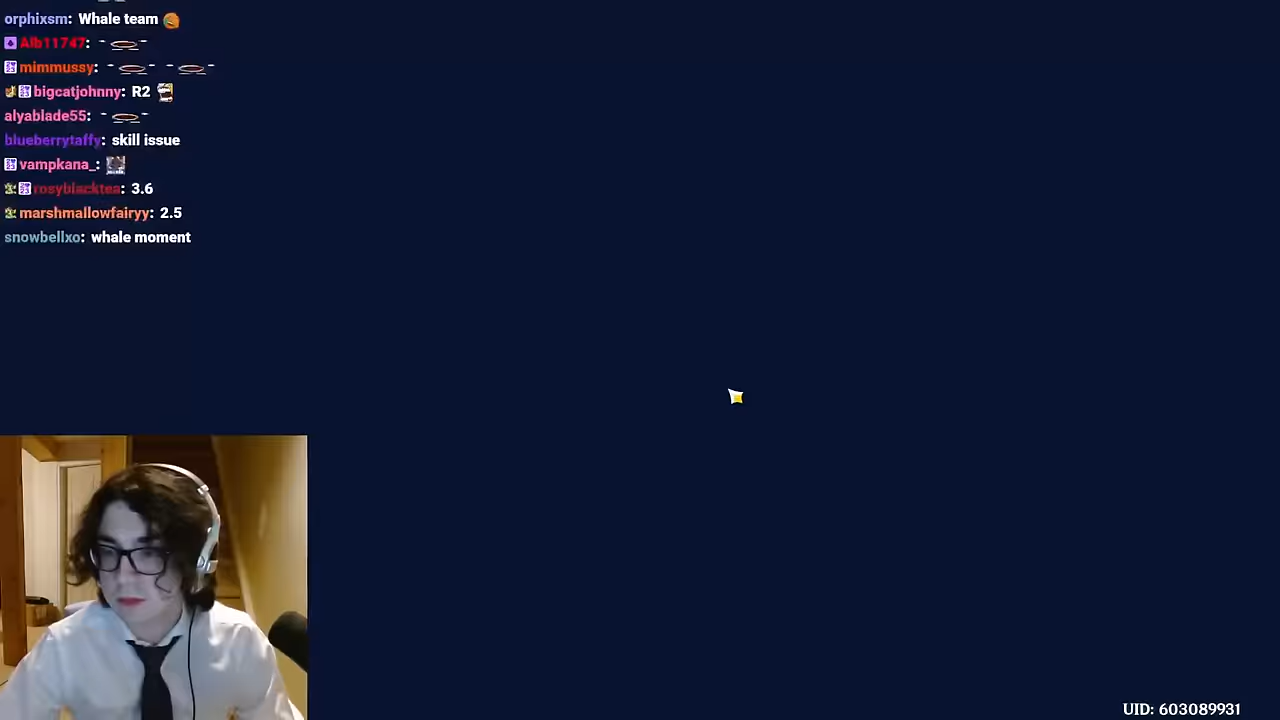 orphixsm: Whale team
Alb11747:
mimmussy:
bigcatjohnny: R2
alyablade55:
blueberrytaffy: skill issue
vampkana_:
rosyblacktea: 3.6
marshmallowfairyy: 2.5
snowbellxo: whale moment
UID: 603089931